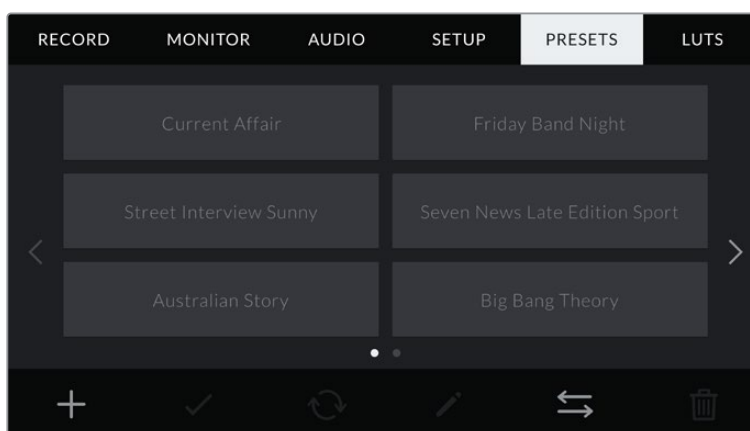 RECORD MONITOR AUDIO SETUP PRESETS LUTS
Current Affair Friday Band Night
Street Interview Sunny Seven News Late Edition Sport
Australian Story Big Bang Theory